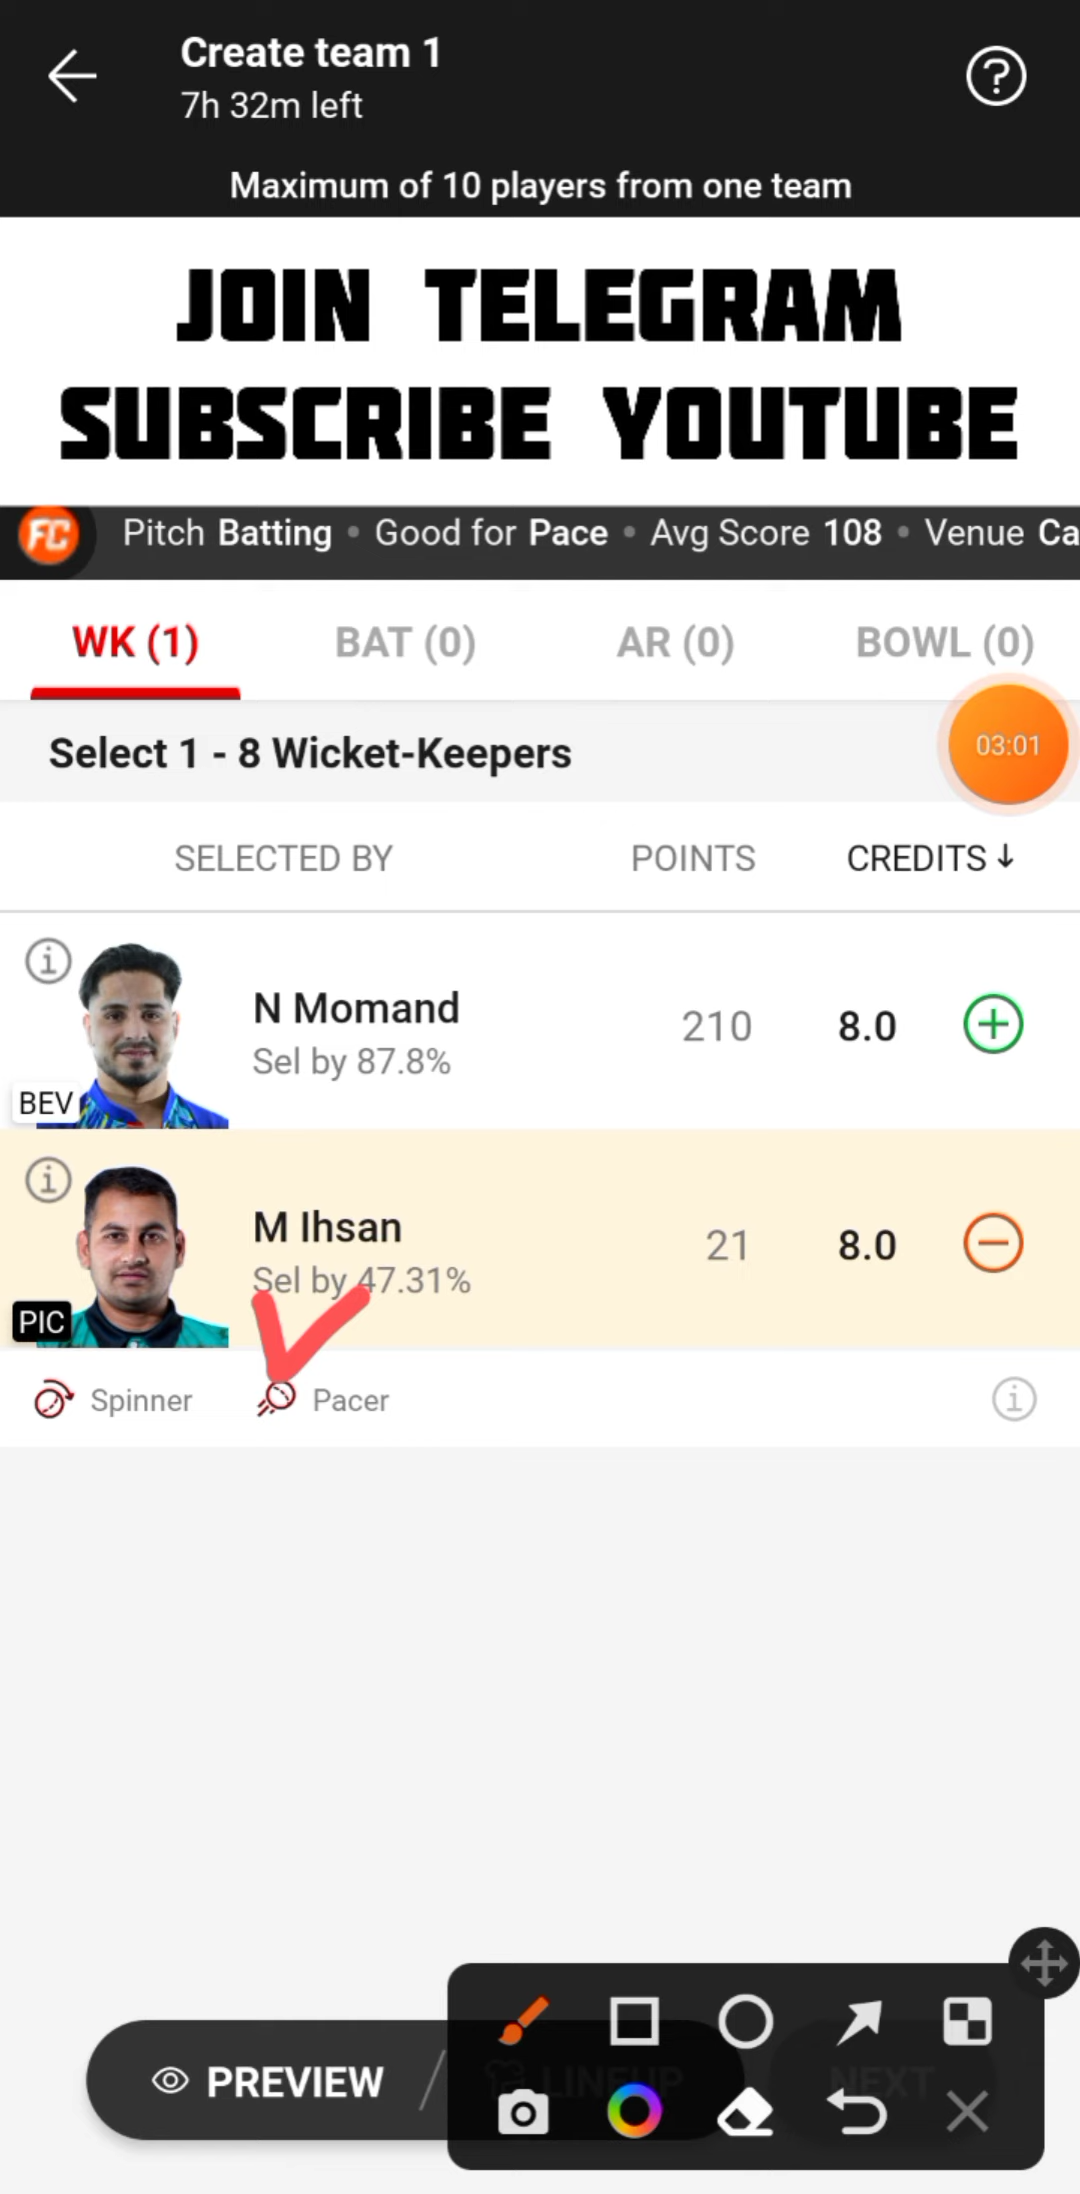 Create team 1
7h 32m left
Maximum of 10 players from one team
JOIN TELEGRAM
SUBSCRIBE YOUTUBE
FC Pitch Batting • Good for Pace • Avg Score 108 • Venue Ca
WK (1) BAT (0) AR (0) BOWL (0)
Select 1 - 8 Wicket-Keepers
03:01
SELECTED BY POINTS CREDITS ↓
N Momand 210 8.0
Sel by 87.8%
BEV
M Ihsan 21 8.0
Sel by 47.31%
PIC
Spinner Pacer
PREVIEW / LINEUP NEXT